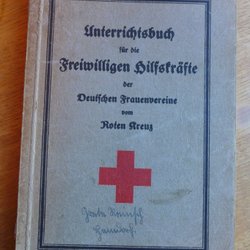 Unterrichtsbuch
für die
Freiwilligen Hilfskräfte
der
Deutschen Frauenvereine
vom
Roten Kreuz